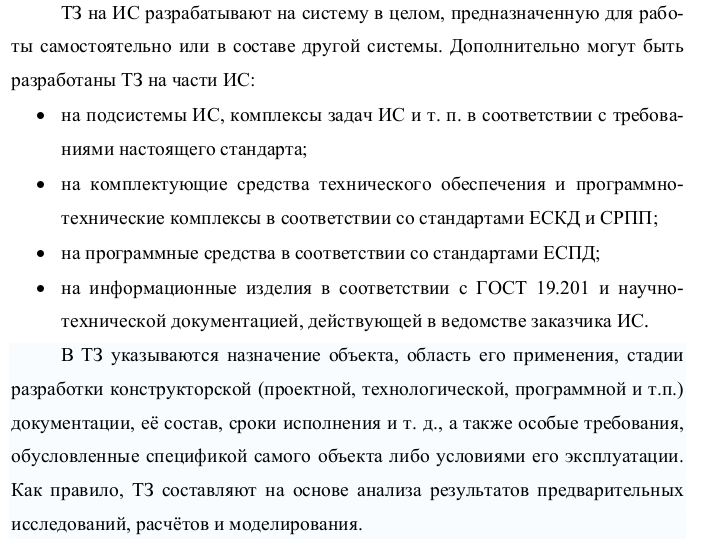 ТЗ на ИС разрабатывают на систему в целом, предназначенную для рабо-
ты самостоятельно или в составе другой системы. Дополнительно могут быть
разработаны ТЗ на части ИС:
• на подсистемы ИС, комплексы задач ИС и т. п. в соответствии с требова-
ниями настоящего стандарта;
• на комплектующие средства технического обеспечения и программно-
технические комплексы в соответствии со стандартами ЕСКД и СРПП;
• на программные средства в соответствии со стандартами ЕСПД;
• на информационные изделия в соответствии с ГОСТ 19.201 и научно-
технической документацией, действующей в ведомстве заказчика ИС.
В ТЗ указываются назначение объекта, область его применения, стадии
разработки конструкторской (проектной, технологической, программной и т.п.)
документации, её состав, сроки исполнения и т. д., а также особые требования,
обусловленные спецификой самого объекта либо условиями его эксплуатации.
Как правило, ТЗ составляют на основе анализа результатов предварительных
исследований, расчётов и моделирования.